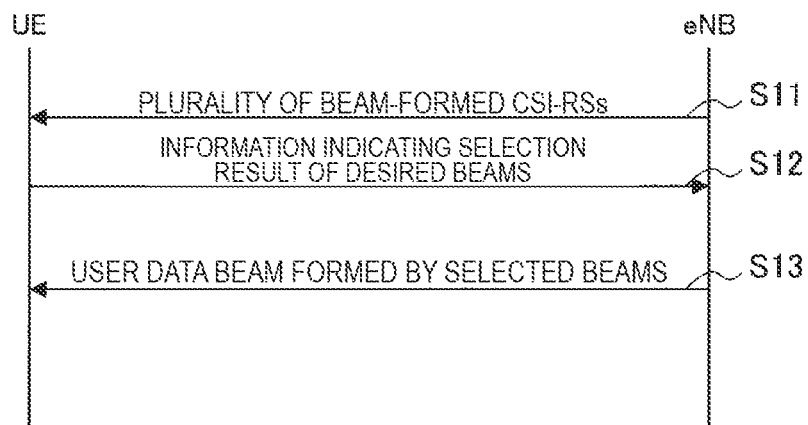 UE
eNB
PLURALITY OF BEAM-FORMED CSI-RSs
S11
INFORMATION INDICATING SELECTION
RESULT OF DESIRED BEAMS
S12
USER DATA BEAM FORMED BY SELECTED BEAMS
S13